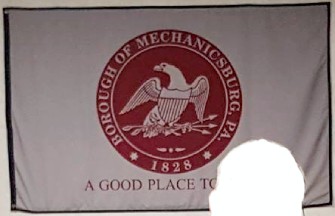 BOROUGH OF MECHANICSBURG, PA.
1828
A GOOD PLACE TO